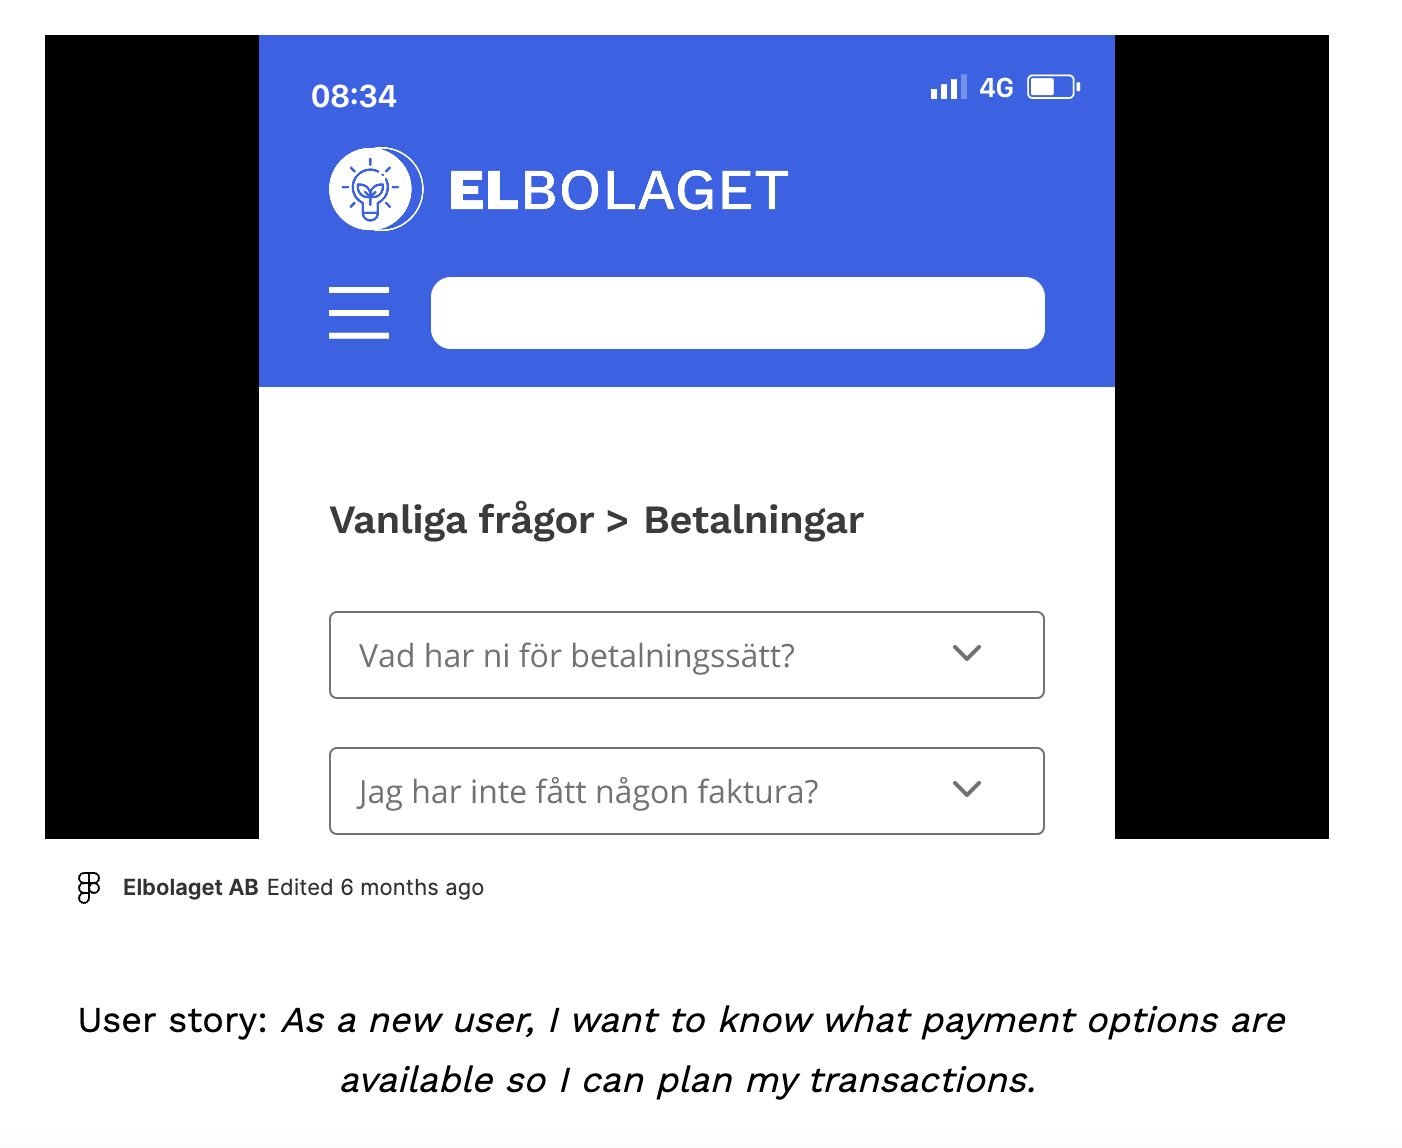 08:34
4G
ELBOLAGET
Vanliga frågor > Betalningar
Vad har ni för betalningssätt?
Jag har inte fått någon faktura?
Elbolaget AB Edited 6 months ago
User story: As a new user, I want to know what payment options are
available so I can plan my transactions.